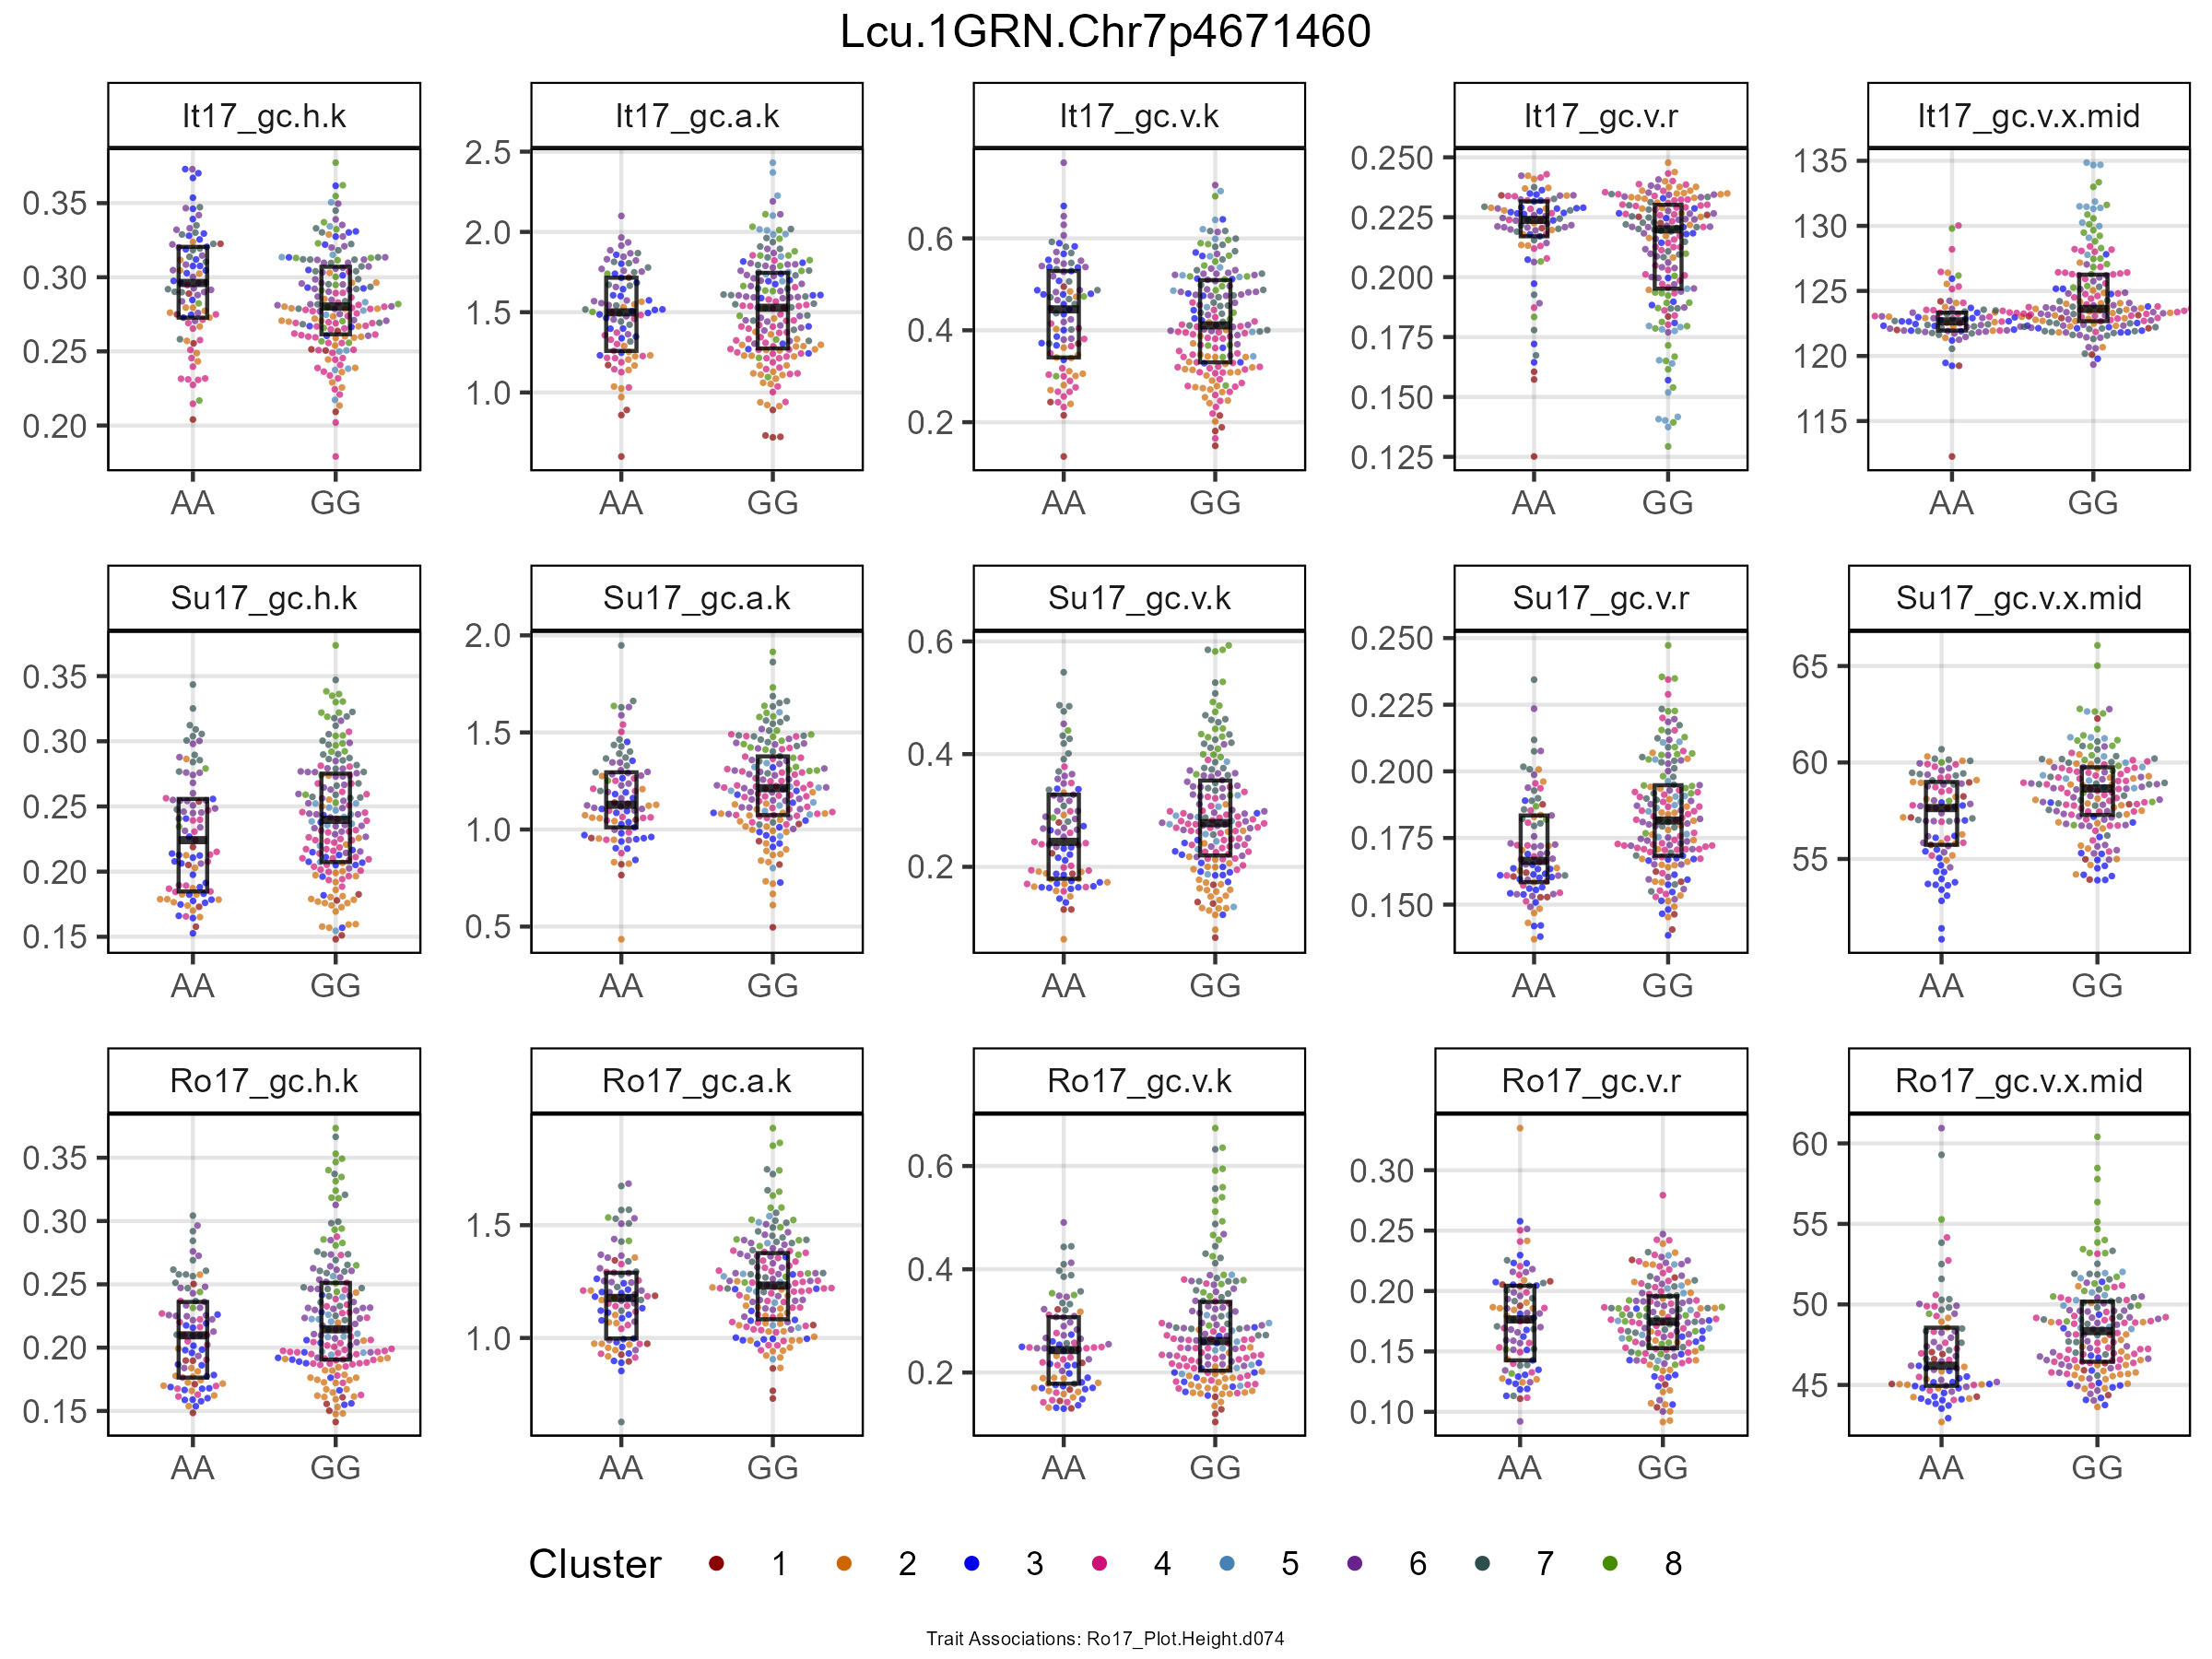 Lcu.1GRN.Chr7p4671460
It17_gc.h.k
It17_gc.a.k
It17_gc.v.k
It17_gc.v.r
It17_gc.v.x.mid
0.35
0.30
0.25
0.20
2.5
2.0
1.5
1.0
0.6
0.4
0.2
0.250
0.225
0.200
0.175
0.150
0.125
135
130
125
120
115
AA GG
AA GG
AA GG
AA GG
AA GG
Su17_gc.h.k
Su17_gc.a.k
Su17_gc.v.k
Su17_gc.v.r
Su17_gc.v.x.mid
0.35
0.30
0.25
0.20
0.15
2.0
1.5
1.0
0.5
0.6
0.4
0.2
0.250
0.225
0.200
0.175
0.150
65
60
55
AA GG
AA GG
AA GG
AA GG
AA GG
Ro17_gc.h.k
Ro17_gc.a.k
Ro17_gc.v.k
Ro17_gc.v.r
Ro17_gc.v.x.mid
0.35
0.30
0.25
0.20
0.15
1.5
1.0
0.6
0.4
0.2
0.30
0.25
0.20
0.15
0.10
60
55
50
45
AA GG
AA GG
AA GG
AA GG
AA GG
Cluster 1 2 3 4 5 6 7 8
Trait Associations: Ro17_Plot.Height.d074